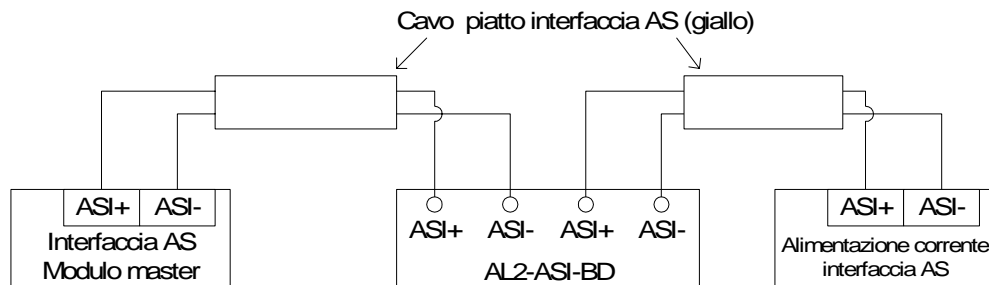 Cavo piatto interfaccia AS (giallo)
ASI+ ASI-
Interfaccia AS
Modulo master
ASI+ ASI- ASI+ ASI-
AL2-ASI-BD
ASI+ ASI-
Alimentazione corrente
interfaccia AS